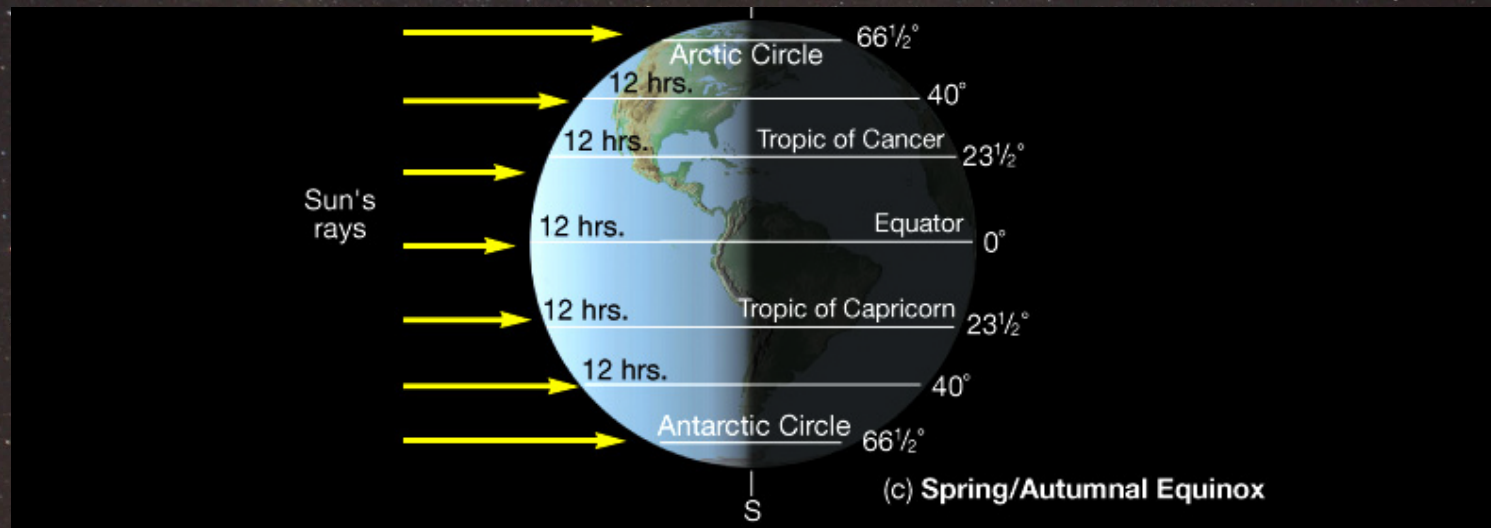 66½°
Arctic Circle
12 hrs.
40°
12 hrs.
Tropic of Cancer
23½°
Sun's
rays
12 hrs.
Equator
0°
12 hrs.
Tropic of Capricorn
23½°
12 hrs.
40°
Antarctic Circle
66½°
(c) Spring/Autumnal Equinox
S